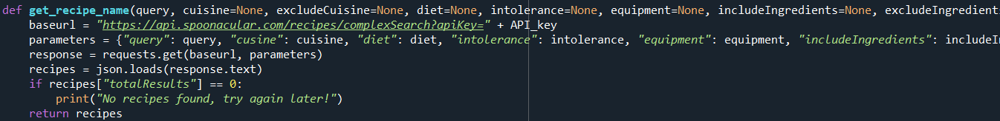 def get_recipe_name(query, cuisine=None, excludeCuisine=None, diet=None, intolerance=None, equipment=None, includeIngredients=None, excludeIngredient
baseurl = "https://api.spoonacular.com/recipes/complexSearch?apiKey=" + API_key
parameters = {"query": query, "cusine": cuisine, "diet": diet, "intolerance": intolerance, "equipment": equipment, "includeIngredients": includeI
response = requests.get(baseurl, parameters)
recipes = json.loads(response.text)
if recipes["totalResults"] == 0:
print("No recipes found, try again later!")
return recipes